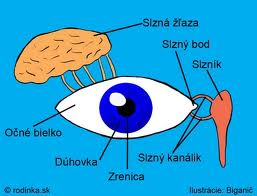 Slzná žľaza
Slzný bod
Slzník
Očné bielko
Dúhovka
Slzný kanálik
Zrenica
© rodinka.sk
Ilustrácie: Biganič